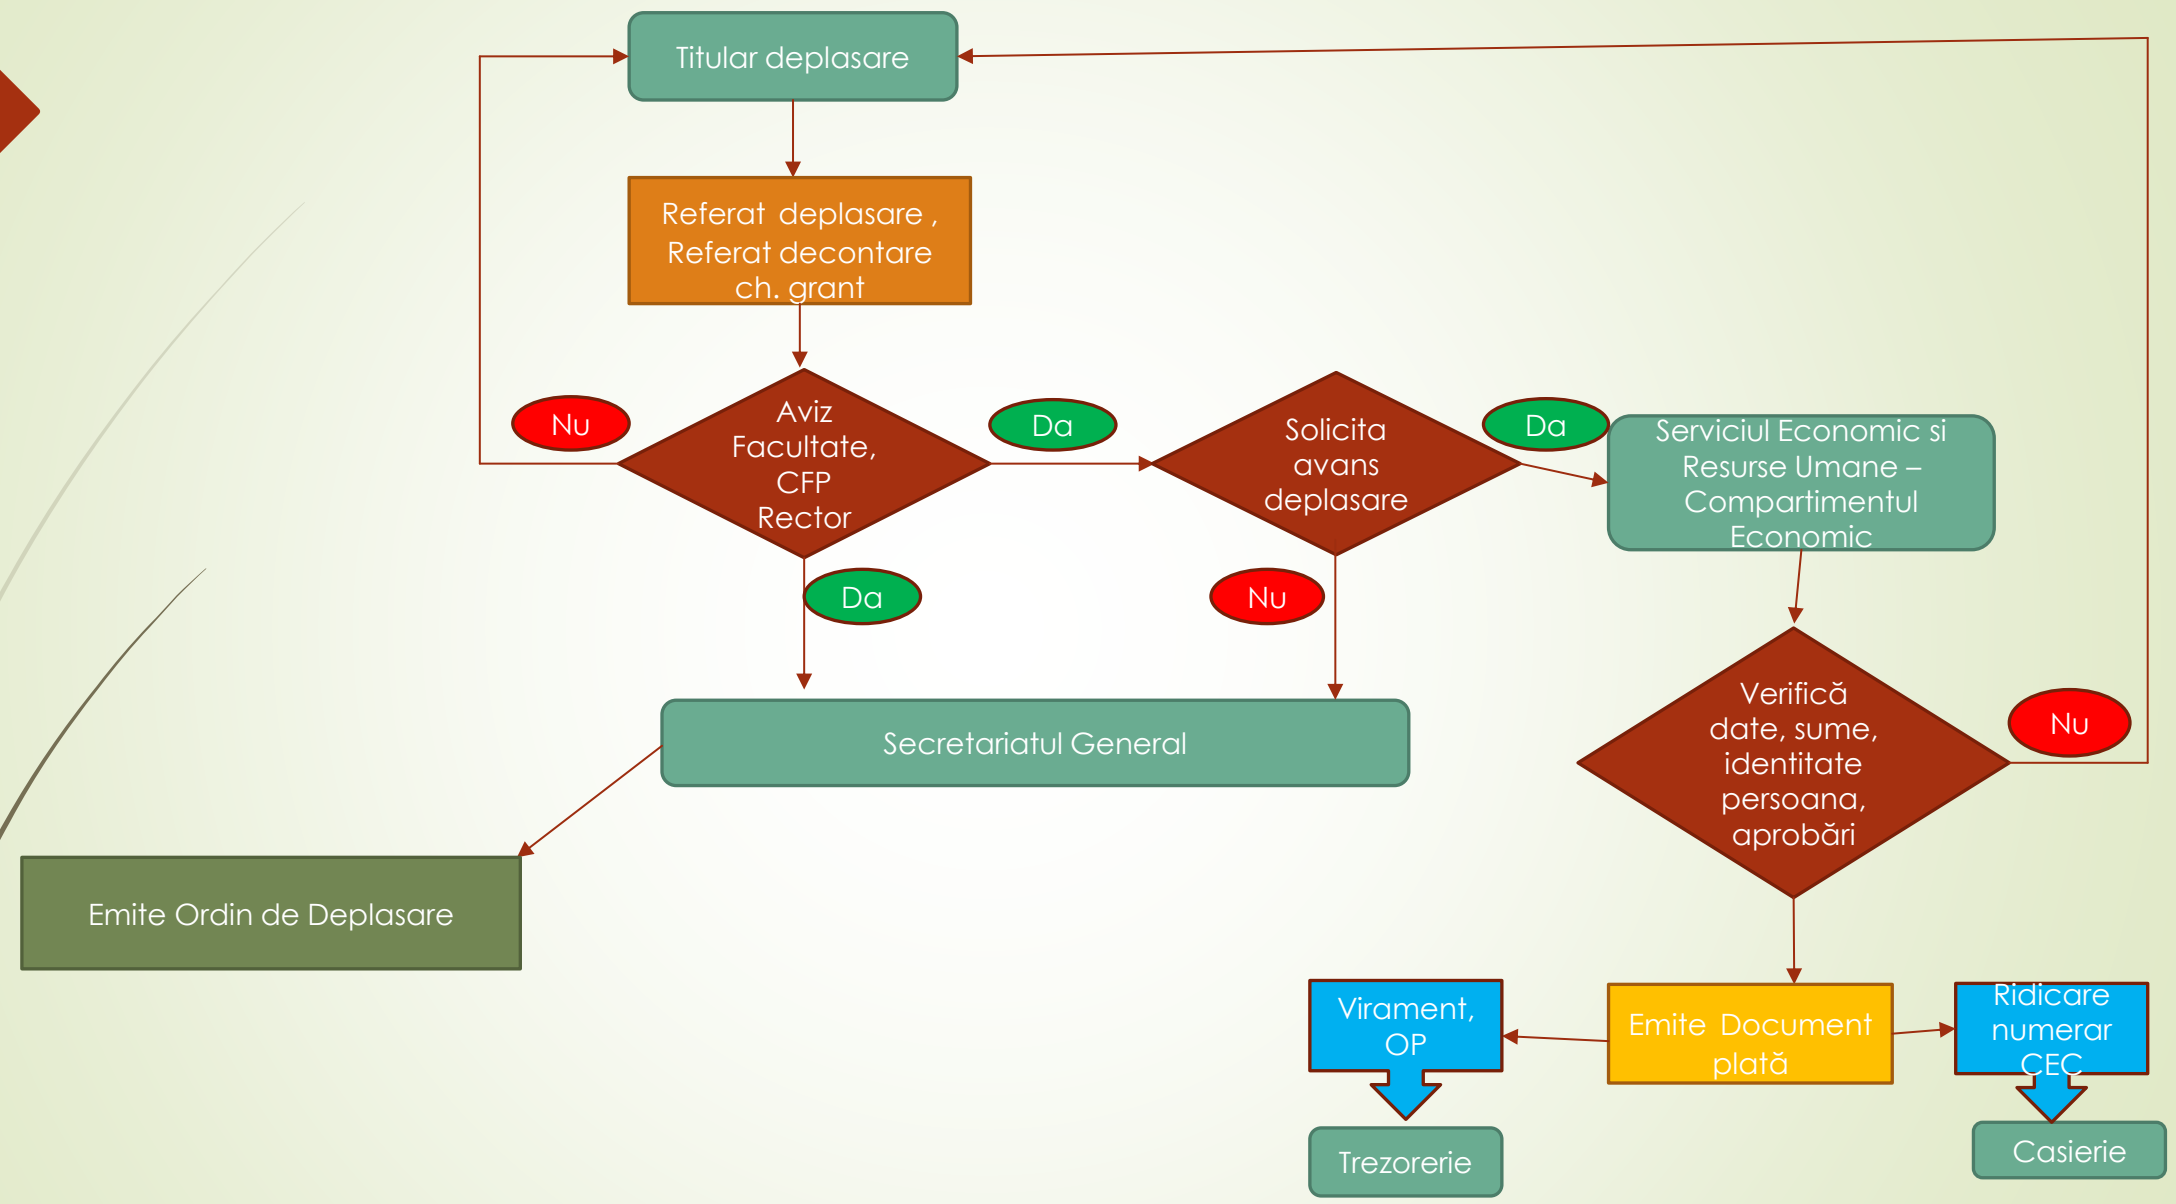 Titular deplasare
Referat deplasare ,
Referat decontare
ch. grant
Nu
Aviz
Facultate,
CFP
Rector
Da
Solicita
avans
deplasare
Da
Serviciul Economic si
Resurse Umane –
Compartimentul
Economic
Da
Nu
Verifică
date, sume,
identitate
persoana,
aprobări
Nu
Secretariatul General
Emite Ordin de Deplasare
Virament,
OP
Emite Document
plată
Ridicare
numerar
CEC
Trezorerie
Casierie